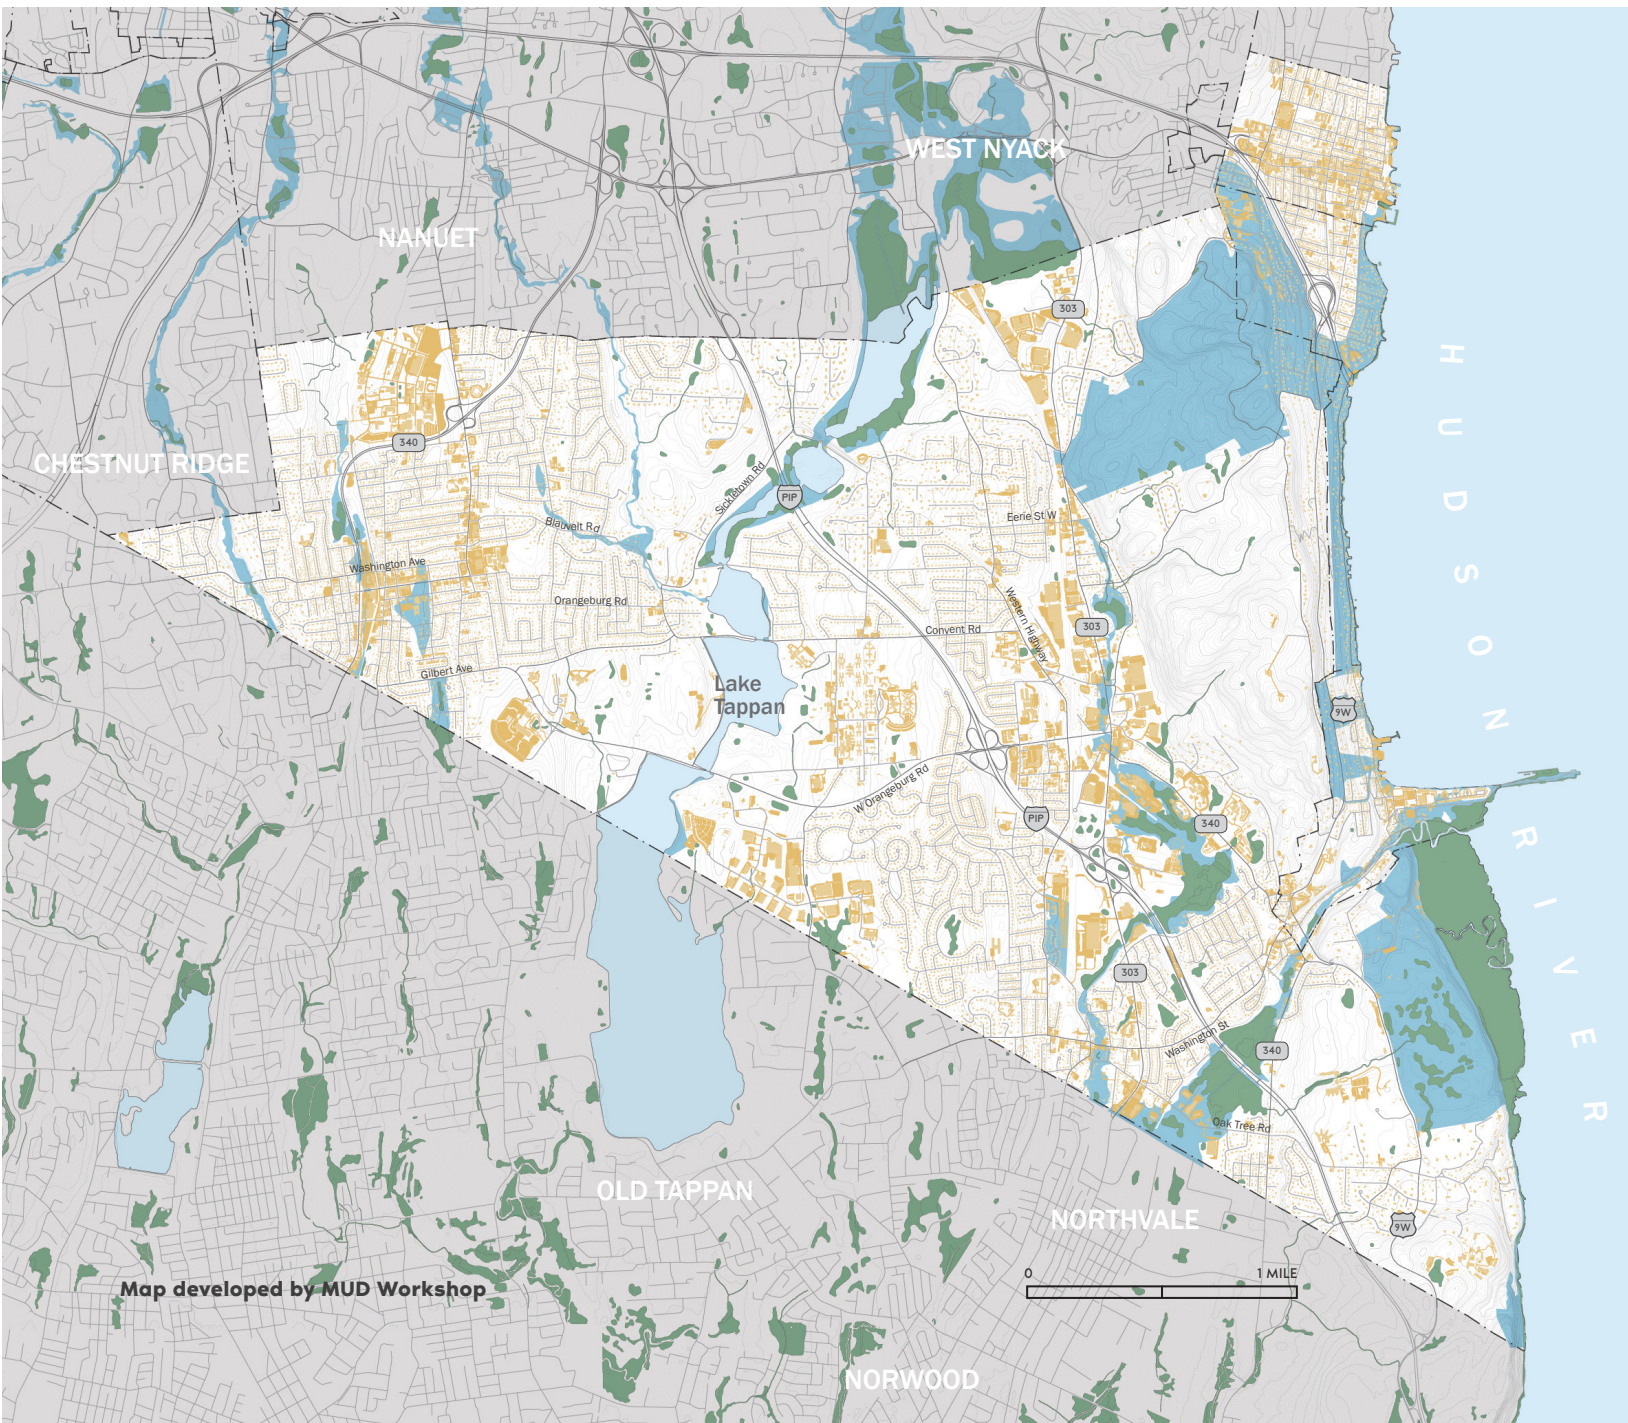 WEST NYACK
NANUET
303
340
CHESTNUT RIDGE
Sickletown Rd
PIP
Eerie St W
Blauvelt Rd
Washington Ave
Orangeburg Rd
Western Highway
Convent Rd
303
Gilbert Ave
Lake
Tappan
9W
W Orangeburg Rd
PIP
340
HUDSON RIVER
303
Washington St
340
Oak Tree Rd
OLD TAPPAN
NORTHVALE
9W
0
1 MILE
Map developed by MUD Workshop
NORWOOD